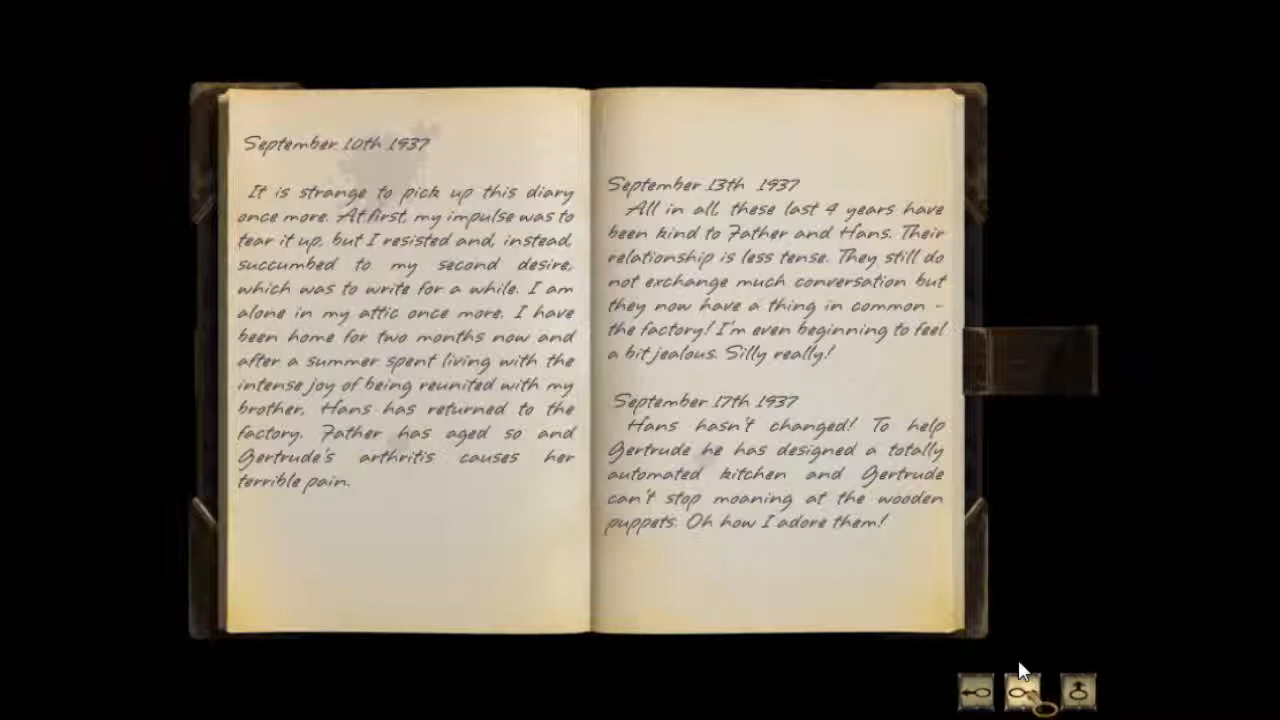 September 10th 1937
It is strange to pick up this diary
once more. At first, my impulse was to
tear it up, but I resisted and, instead,
succumbed to my second desire,
which was to write for a while. I am
alone in my attic once more. I have
been home for two months now and
after a summer spent living with the
intense joy of being reunited with my
brother, Hans has returned to the
factory. Father has aged so and
Gertrude's arthritis causes her
terrible pain.
September 13th 1937
All in all, these last 4 years have
been kind to Father and Hans. Their
relationship is less tense. They still do
not exchange much conversation but
they now have a thing in common -
the factory! I'm even beginning to feel
a bit jealous. Silly really!
September 17th 1937
Hans hasn't changed! To help
Gertrude he has designed a totally
automated kitchen and Gertrude
can't stop moaning at the wooden
puppets. Oh how I adore them!